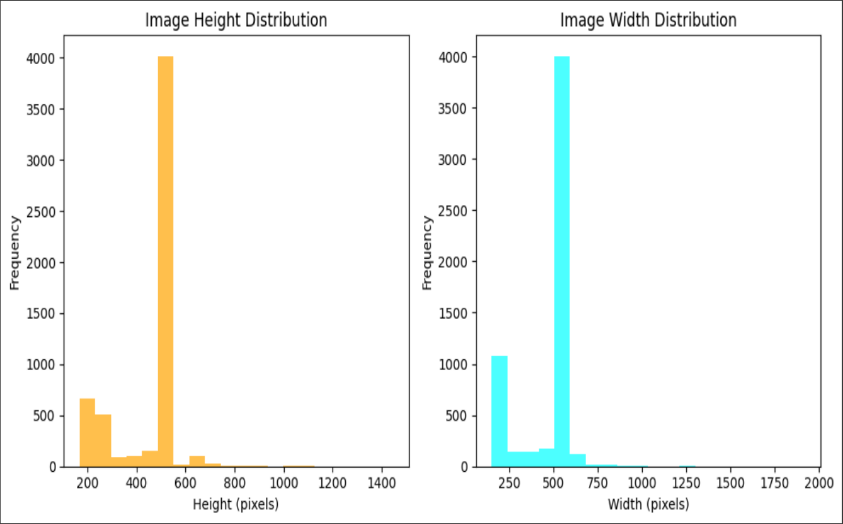 Image Height Distribution
Frequency
4000
3500
3000
2500
2000
1500
1000
500
0
200 400 600 800 1000 1200 1400
Height (pixels)
Image Width Distribution
Frequency
4000
3500
3000
2500
2000
1500
1000
500
0
250 500 750 1000 1250 1500 1750 2000
Width (pixels)